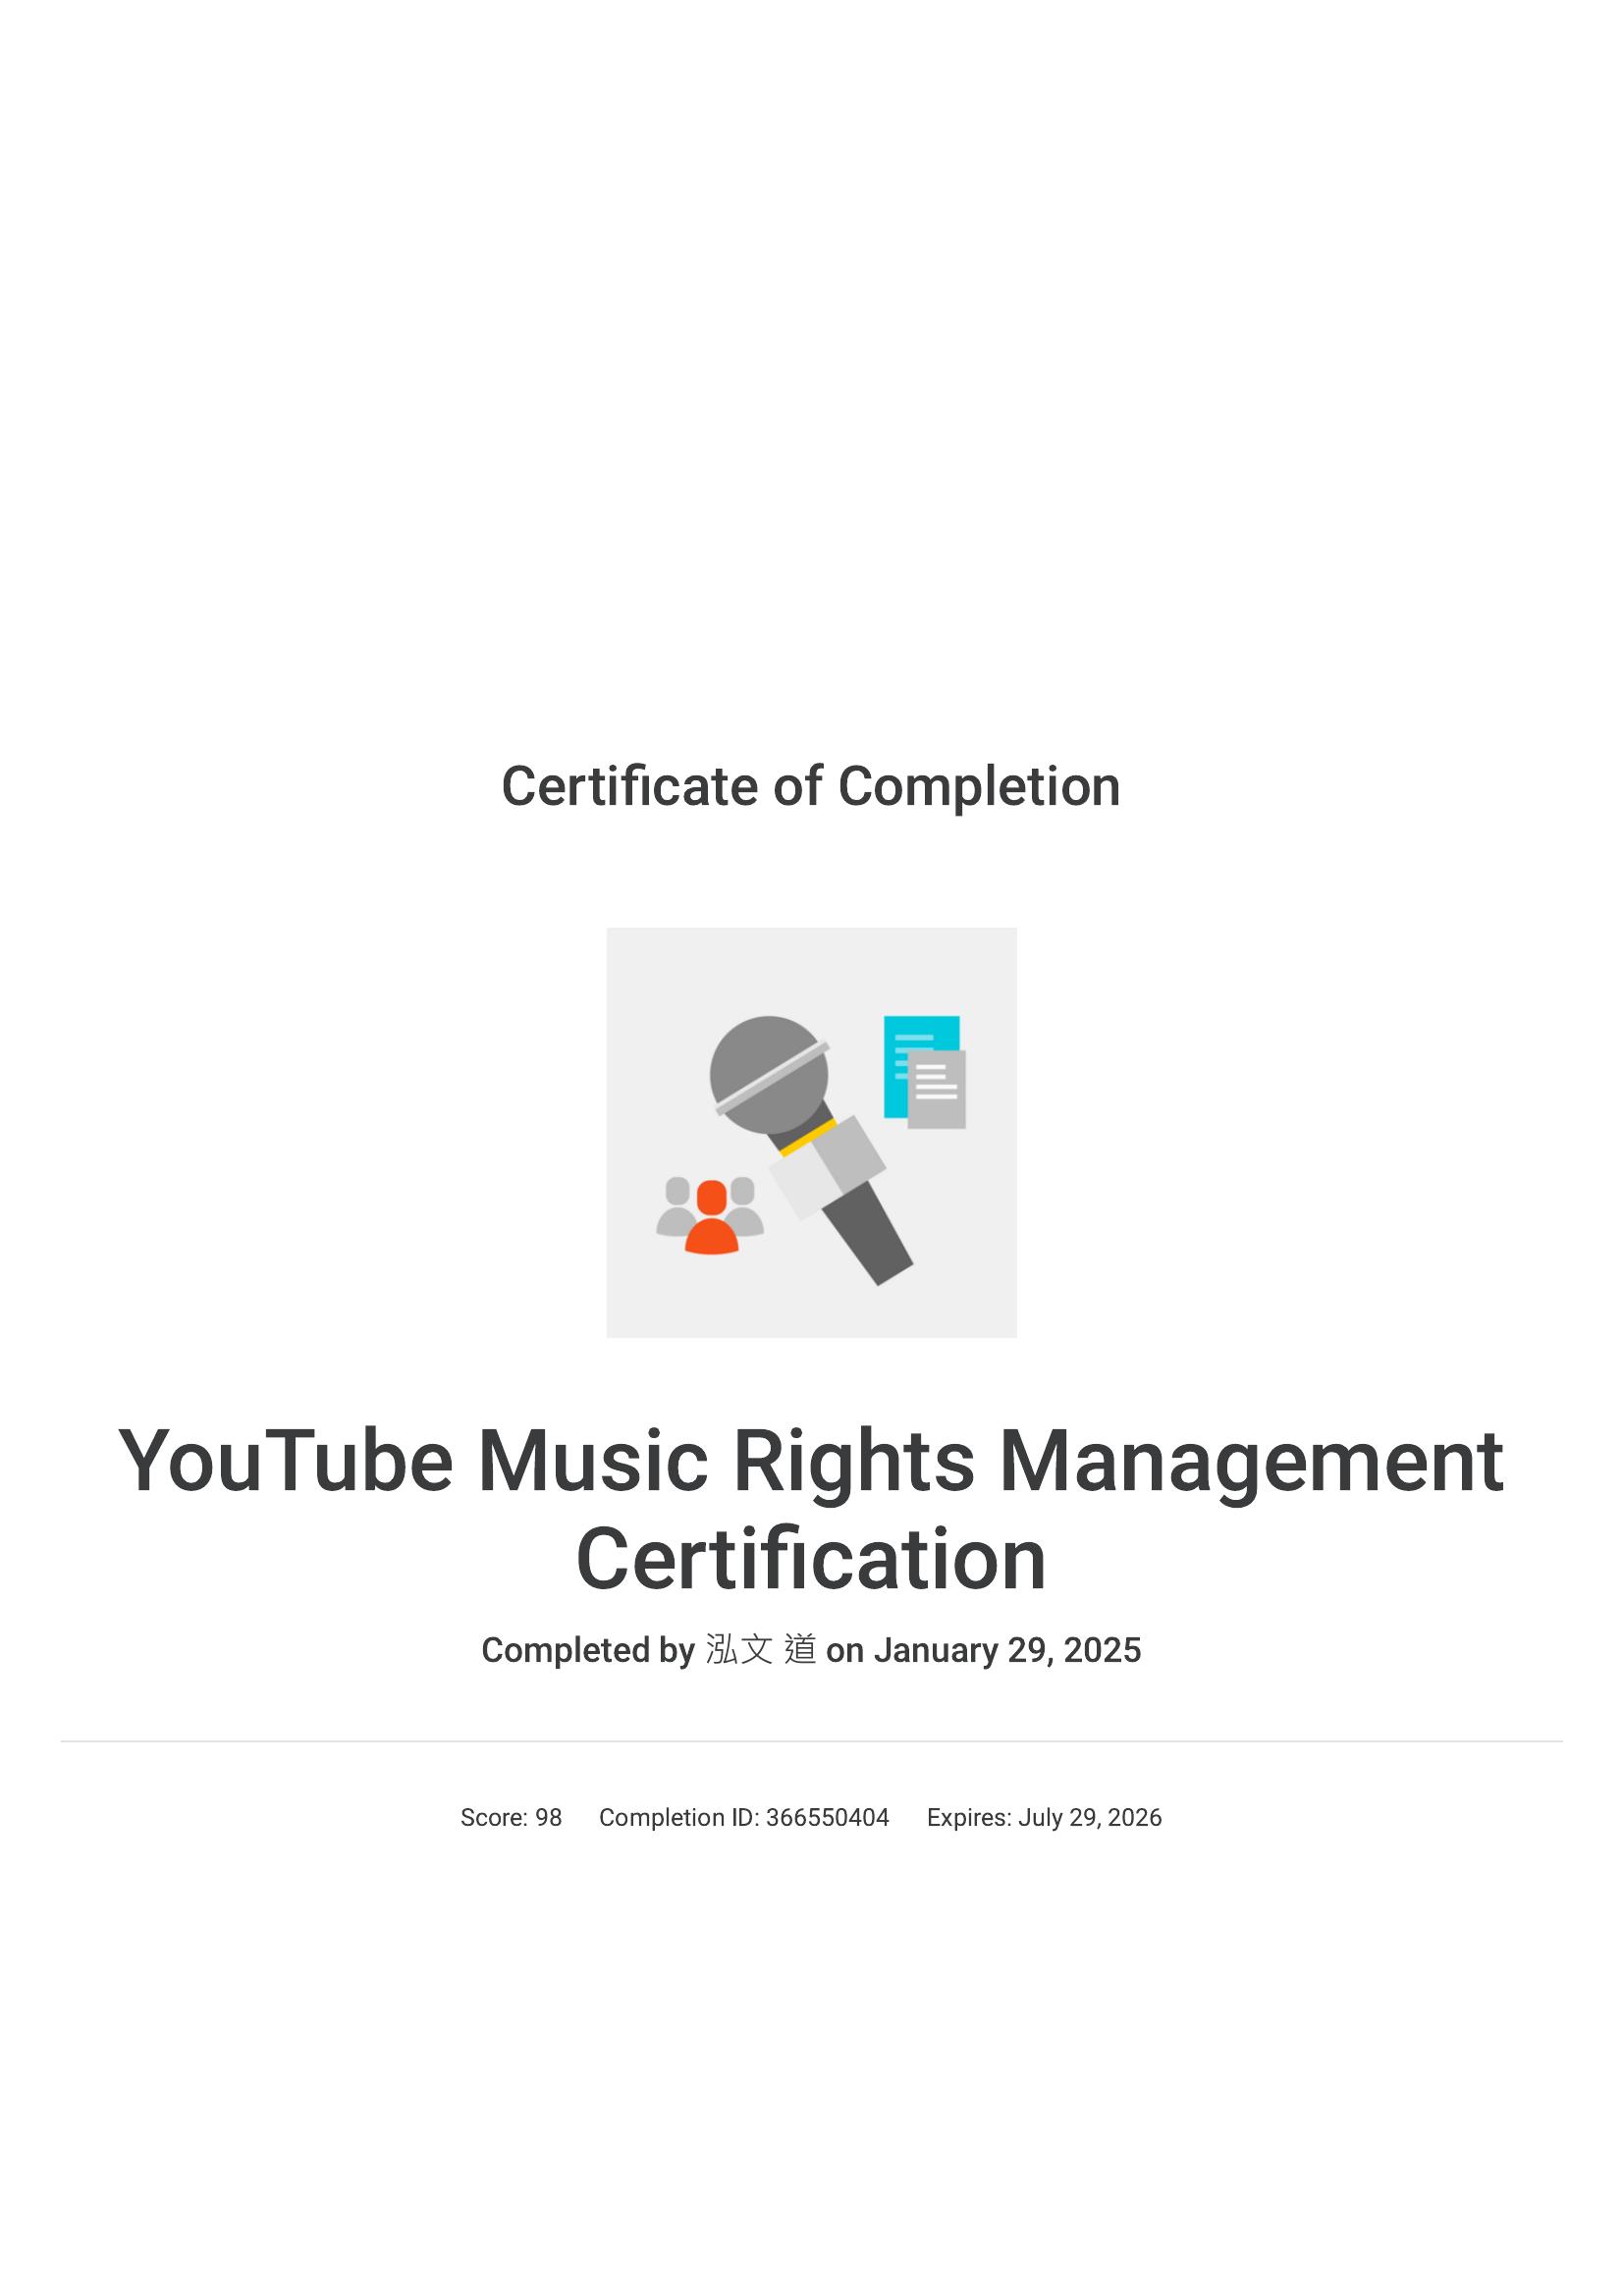 Certificate of Completion
YouTube Music Rights Management
Certification
Completed by 泓文 道 on January 29, 2025
Score: 98 Completion ID: 366550404 Expires: July 29, 2026